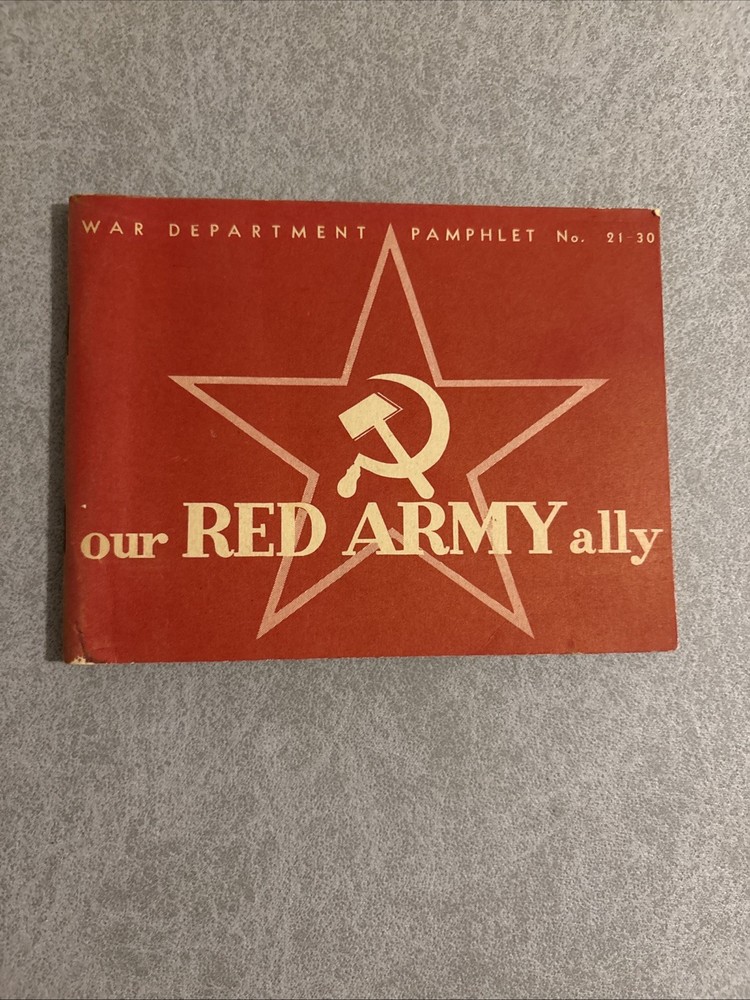 WAR DEPARTMENT PAMPHLET No. 21-30
our RED ARMY ally